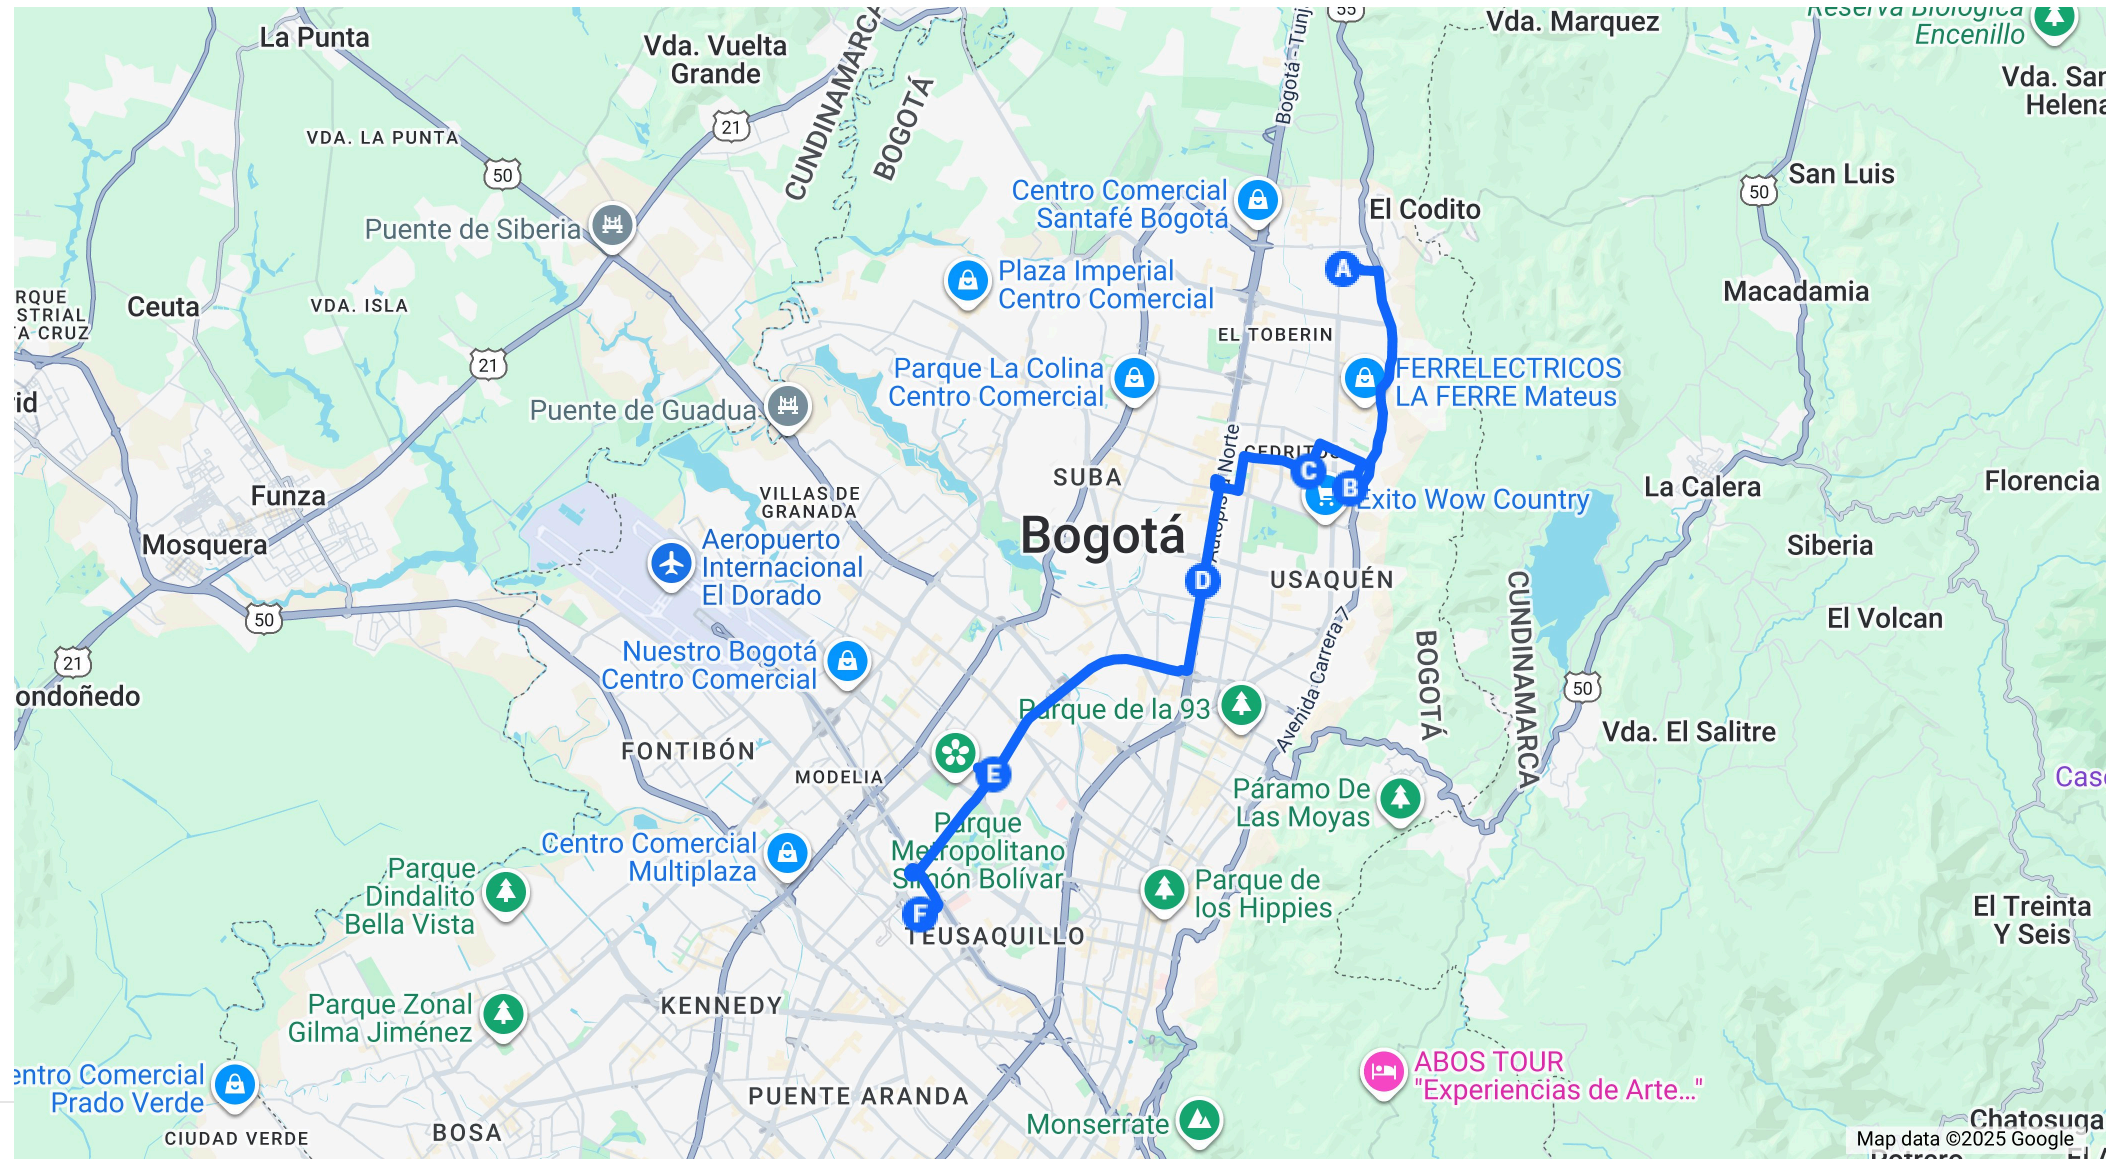 La Punta
Vda. Vuelta
Grande
CUNDINAMARCA
BOGOTÁ
Bogotá - Tunj
55
Vda. Marquez
Reserva Biológica
Encenillo
Vda. San
Helena
21
VDA. LA PUNTA
50
Puente de Siberia
Centro Comercial
Santafé Bogotá
El Codito
50
San Luis
A
Plaza Imperial
Centro Comercial
RQUE
STRIAL
TA CRUZ
Ceuta
VDA. ISLA
EL TOBERIN
Macadamia
21
Parque La Colina
Centro Comercial
FERRELECTRICOS
LA FERRE Mateus
rid
Puente de Guadua
Autopista Norte
CEDRITOS
C
B
Exito Wow Country
SUBA
VILLAS DE
GRANADA
Funza
La Calera
Florencia
Bogotá
Mosquera
Aeropuerto
Internacional
El Dorado
D
USAQUÉN
Siberia
50
CUNDINAMARCA
BOGOTÁ
El Volcan
21
ondoñedo
Nuestro Bogotá
Centro Comercial
Avenida Carrera 7
50
Parque de la 93
Vda. El Salitre
FONTIBÓN
MODELIA
E
Páramo De
Las Moyas
Caso
Parque
Metropolitano
Simón Bolívar
Centro Comercial
Multiplaza
Parque
Dindalito
Bella Vista
Parque de
los Hippies
F
TEUSAQUILLO
El Treinta
Y Seis
Parque Zonal
Gilma Jiménez
KENNEDY
entro Comercial
Prado Verde
ABOS TOUR
"Experiencias de Arte..."
PUENTE ARANDA
Monserrate
CIUDAD VERDE
BOSA
Chatosuga
Map data ©2025 Google
Potrero